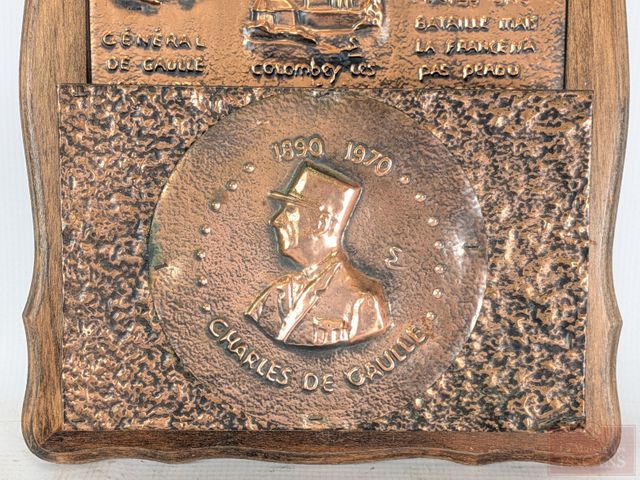 GÉNÉRAL
DE GAULLE
COLOMBEY LES
BATAILLE MAIS
LA FRANCE N'A
PAS PERDU
1890 1970
CHARLES DE GAULLE